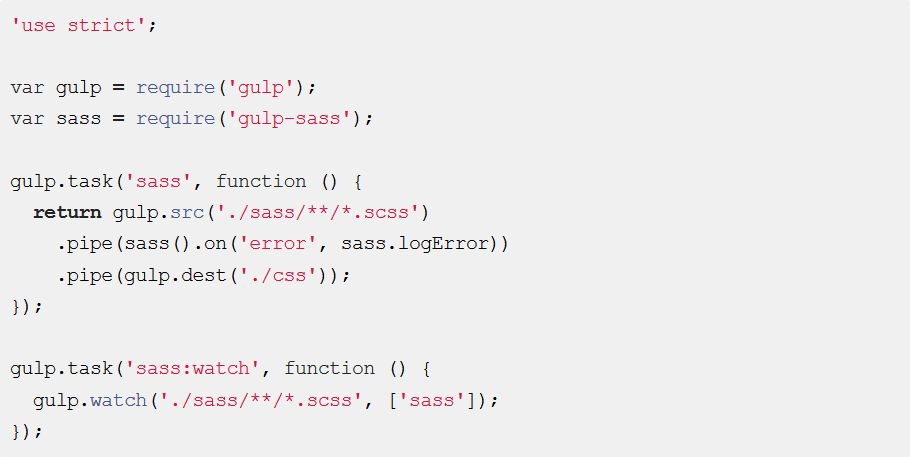 'use strict';

var gulp = require('gulp');
var sass = require('gulp-sass');

gulp.task('sass', function () {
  return gulp.src('./sass/**/*.scss')
    .pipe(sass().on('error', sass.logError))
    .pipe(gulp.dest('./css'));
});

gulp.task('sass:watch', function () {
  gulp.watch('./sass/**/*.scss', ['sass']);
});